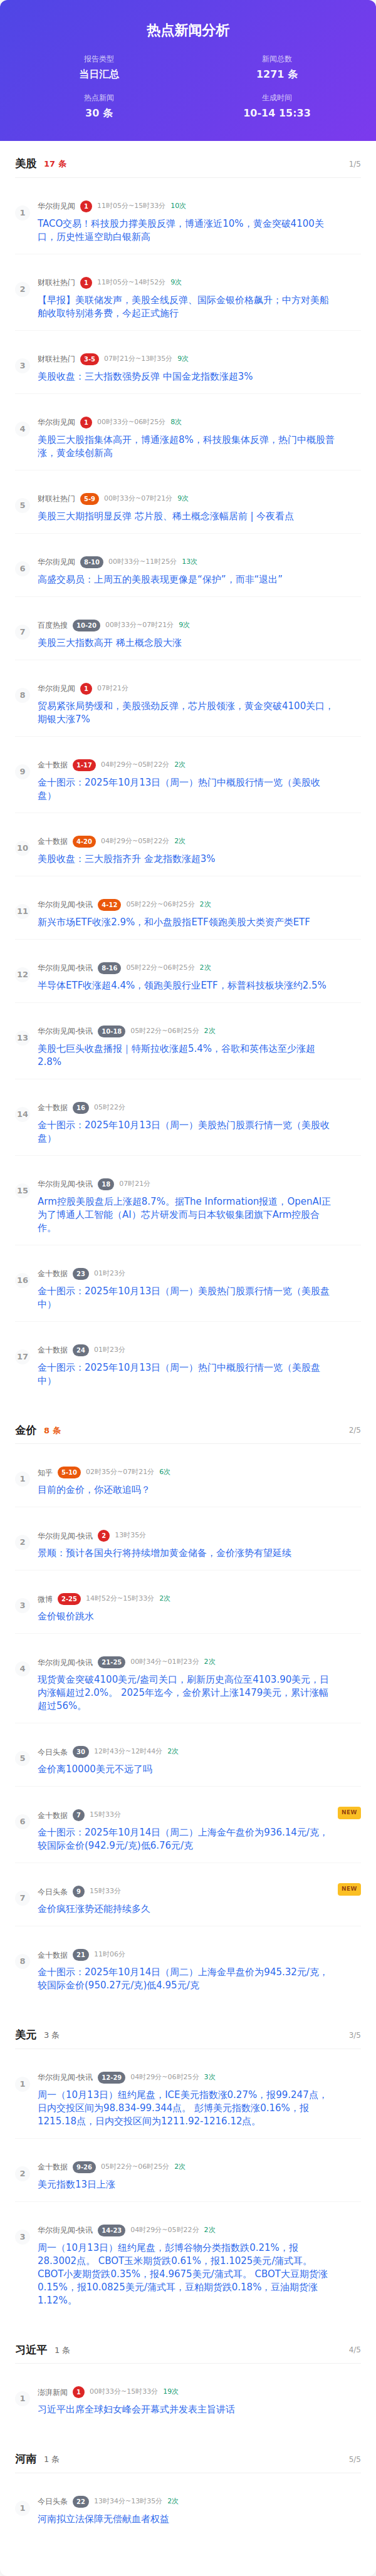 热点新闻分析
报告类型
当日汇总
新闻总数
1271 条
热点新闻
30 条
生成时间
10-14 15:33
美股 17 条 1/5
1
华尔街见闻 1 11时05分~15时33分 10次
TACO交易！科技股力撑美股反弹，博通涨近10%，黄金突破4100关
口，历史性逼空助白银新高
2
财联社热门 1 11时05分~14时52分 9次
【早报】美联储发声，美股全线反弹、国际金银价格飙升；中方对美船
舶收取特别港务费，今起正式施行
3
财联社热门 3-5 07时21分~13时35分 9次
美股收盘：三大指数强势反弹 中国金龙指数涨超3%
4
华尔街见闻 1 00时33分~06时25分 8次
美股三大股指集体高开，博通涨超8%，科技股集体反弹，热门中概股普
涨，黄金续创新高
5
财联社热门 5-9 00时33分~07时21分 9次
美股三大期指明显反弹 芯片股、稀土概念涨幅居前 | 今夜看点
6
华尔街见闻 8-10 00时33分~11时25分 13次
高盛交易员：上周五的美股表现更像是“保护”，而非“退出”
7
百度热搜 10-20 00时33分~07时21分 9次
美股三大指数高开 稀土概念股大涨
8
华尔街见闻 1 07时21分
贸易紧张局势缓和，美股强劲反弹，芯片股领涨，黄金突破4100关口，
期银大涨7%
9
金十数据 1-17 04时29分~05时22分 2次
金十图示：2025年10月13日（周一）热门中概股行情一览（美股收
盘）
10
金十数据 4-20 04时29分~05时22分 2次
美股收盘：三大股指齐升 金龙指数涨超3%
11
华尔街见闻-快讯 4-12 05时22分~06时25分 2次
新兴市场ETF收涨2.9%，和小盘股指ETF领跑美股大类资产类ETF
12
华尔街见闻-快讯 8-16 05时22分~06时25分 2次
半导体ETF收涨超4.4%，领跑美股行业ETF，标普科技板块涨约2.5%
13
华尔街见闻-快讯 10-18 05时22分~06时25分 2次
美股七巨头收盘播报｜特斯拉收涨超5.4%，谷歌和英伟达至少涨超
2.8%
14
金十数据 16 05时22分
金十图示：2025年10月13日（周一）美股热门股票行情一览（美股收
盘）
15
华尔街见闻-快讯 18 07时21分
Arm控股美股盘后上涨超8.7%。据The Information报道，OpenAI正
为了博通人工智能（AI）芯片研发而与日本软银集团旗下Arm控股合
作。
16
金十数据 23 01时23分
金十图示：2025年10月13日（周一）美股热门股票行情一览（美股盘
中）
17
金十数据 24 01时23分
金十图示：2025年10月13日（周一）热门中概股行情一览（美股盘
中）
金价 8 条 2/5
1
知乎 5-10 02时35分~07时21分 6次
目前的金价，你还敢追吗？
2
华尔街见闻-快讯 2 13时35分
景顺：预计各国央行将持续增加黄金储备，金价涨势有望延续
3
微博 2-25 14时52分~15时33分 2次
金价银价跳水
4
华尔街见闻-快讯 21-25 00时34分~01时23分 2次
现货黄金突破4100美元/盎司关口，刷新历史高位至4103.90美元，日
内涨幅超过2.0%。 2025年迄今，金价累计上涨1479美元，累计涨幅
超过56%。
5
今日头条 30 12时43分~12时44分 2次
金价离10000美元不远了吗
6
金十数据 7 15时33分
NEW
金十图示：2025年10月14日（周二）上海金午盘价为936.14元/克，
较国际金价(942.9元/克)低6.76元/克
7
今日头条 9 15时33分
NEW
金价疯狂涨势还能持续多久
8
金十数据 21 11时06分
金十图示：2025年10月14日（周二）上海金早盘价为945.32元/克，
较国际金价(950.27元/克)低4.95元/克
美元 3 条 3/5
1
华尔街见闻-快讯 12-29 04时29分~06时25分 3次
周一（10月13日）纽约尾盘，ICE美元指数涨0.27%，报99.247点，
日内交投区间为98.834-99.344点。 彭博美元指数涨0.16%，报
1215.18点，日内交投区间为1211.92-1216.12点。
2
金十数据 9-26 05时22分~06时25分 2次
美元指数13日上涨
3
华尔街见闻-快讯 14-23 04时29分~05时22分 2次
周一（10月13日）纽约尾盘，彭博谷物分类指数跌0.21%，报
28.3002点。 CBOT玉米期货跌0.61%，报1.1025美元/蒲式耳。
CBOT小麦期货跌0.35%，报4.9675美元/蒲式耳。 CBOT大豆期货涨
0.15%，报10.0825美元/蒲式耳，豆粕期货跌0.18%，豆油期货涨
1.12%。
习近平 1 条 4/5
1
澎湃新闻 1 00时33分~15时33分 19次
习近平出席全球妇女峰会开幕式并发表主旨讲话
河南 1 条 5/5
1
今日头条 22 13时34分~13时35分 2次
河南拟立法保障无偿献血者权益